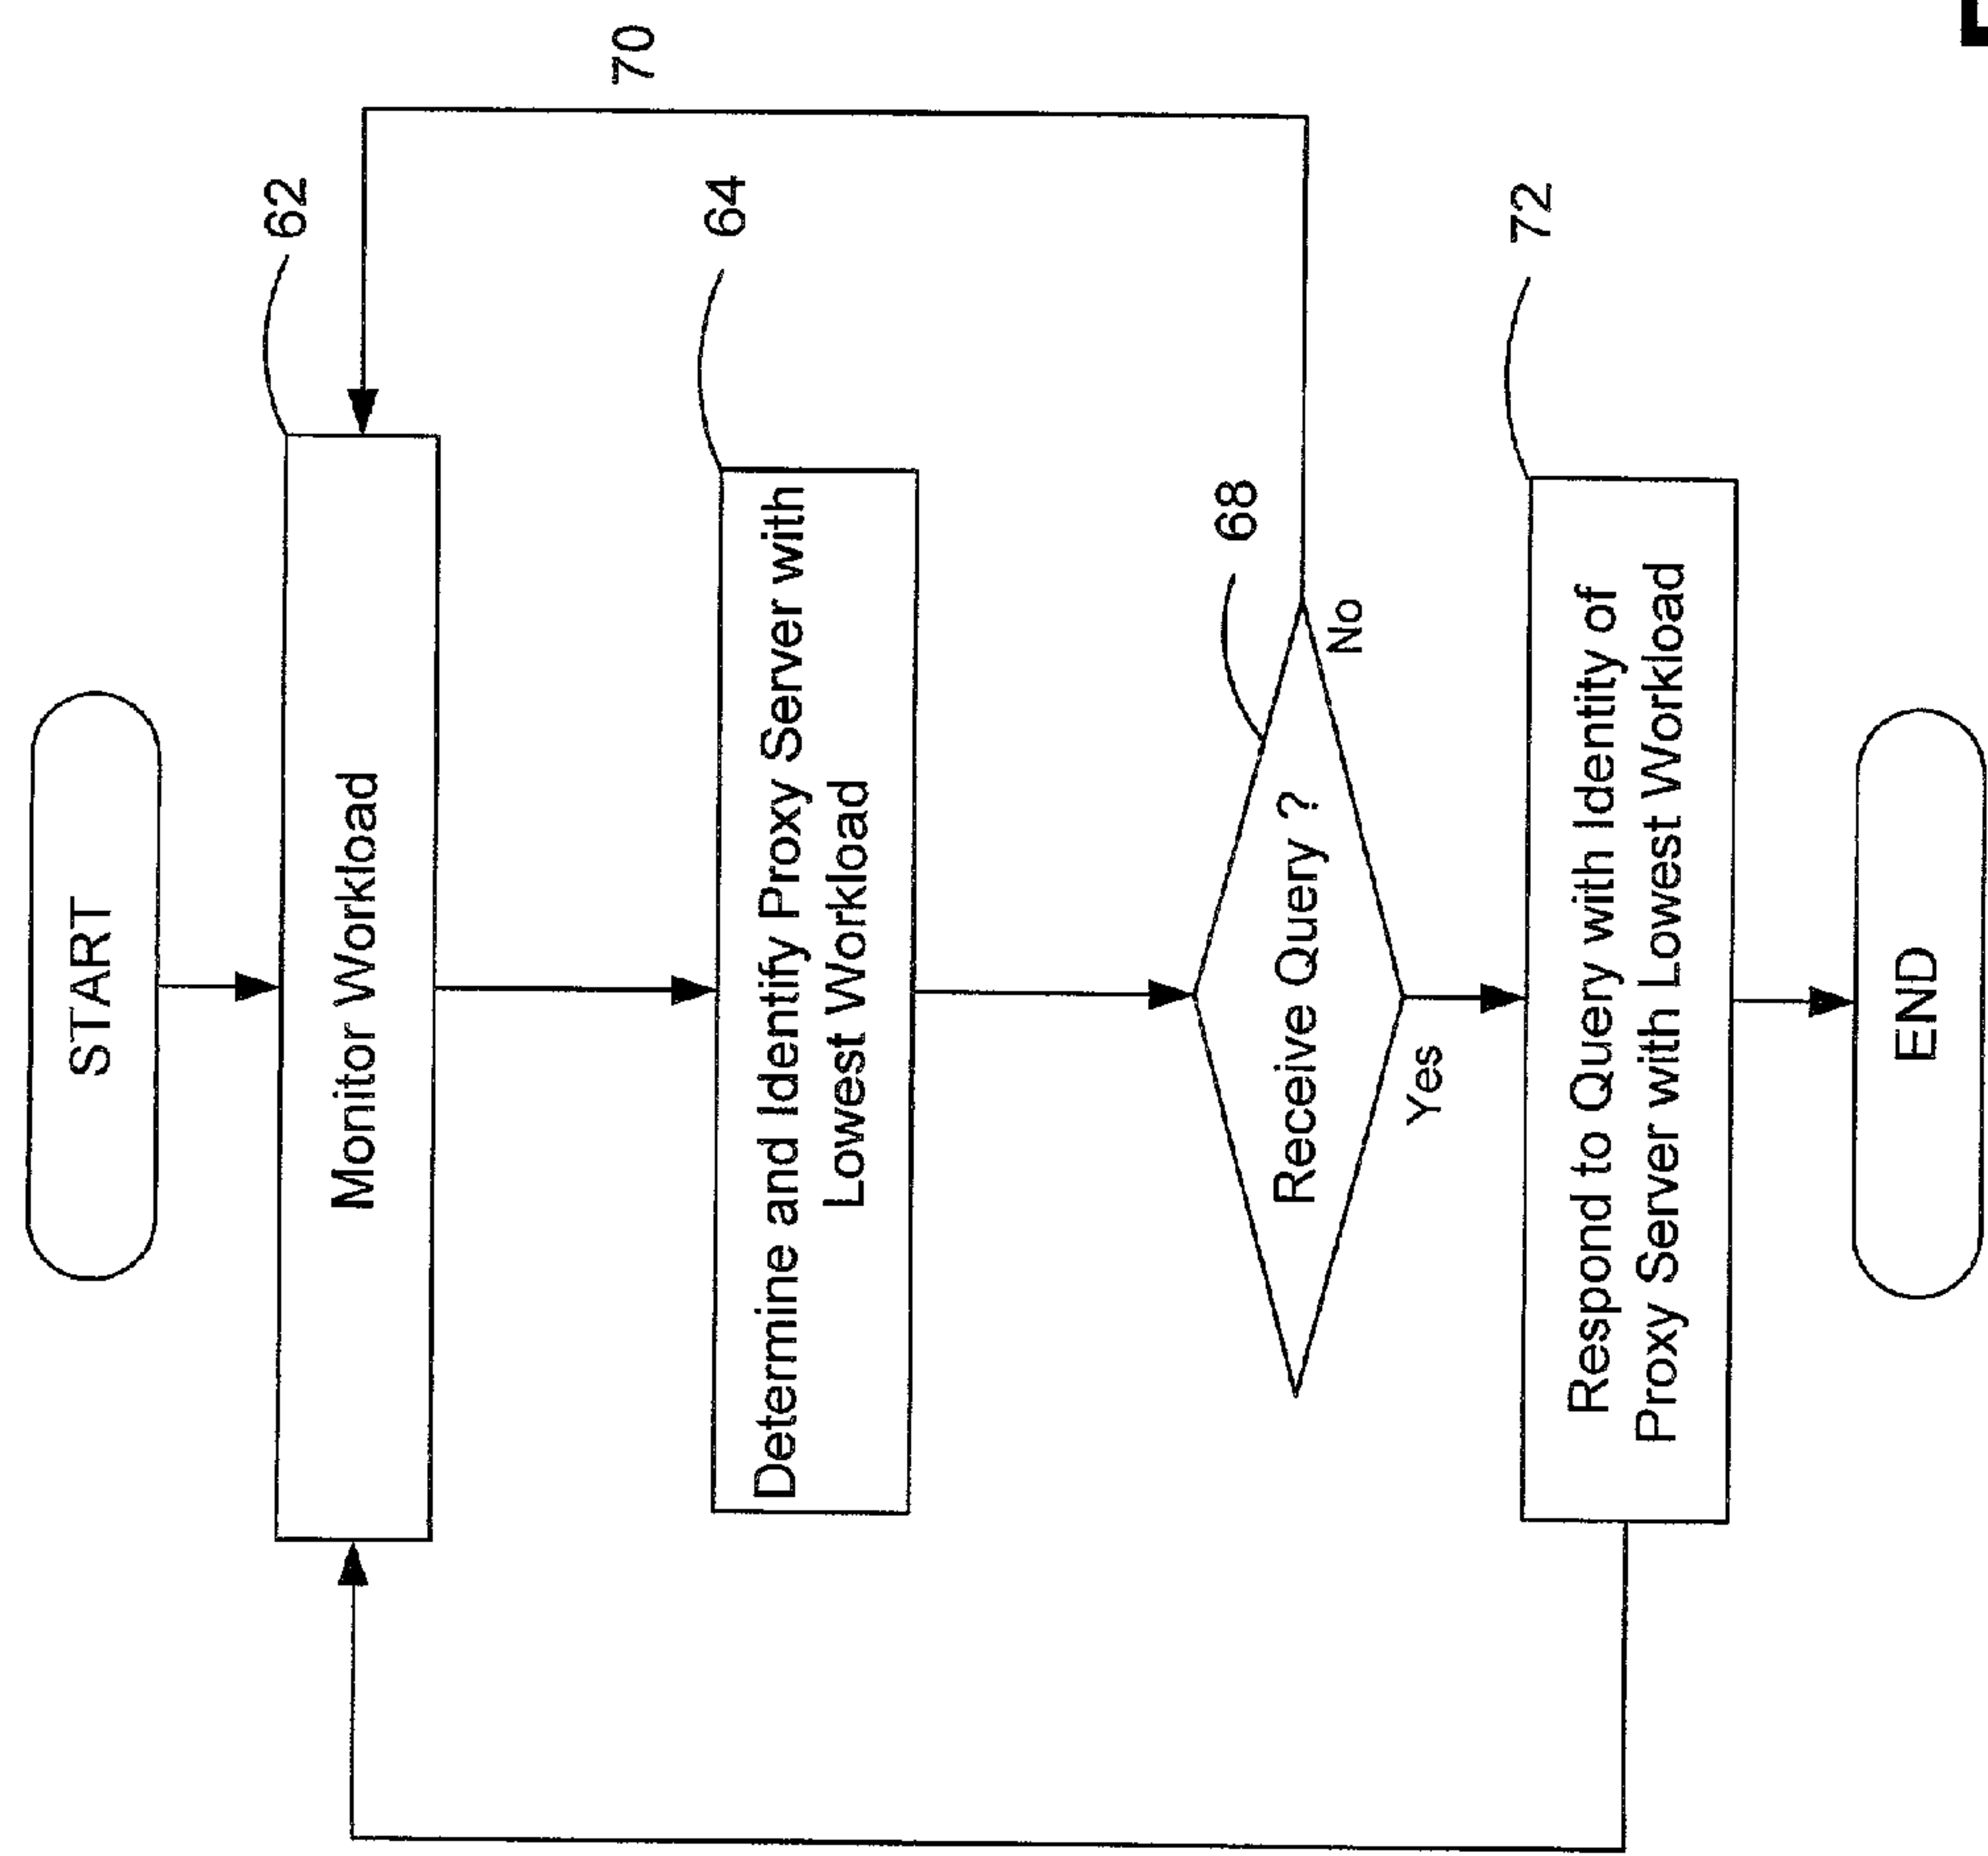 START
62
Monitor Workload
70
64
Determine and Identify Proxy Server with
Lowest Workload
68
Receive Query ?
No
Yes
72
Respond to Query with Identity of
Proxy Server with Lowest Workload
END